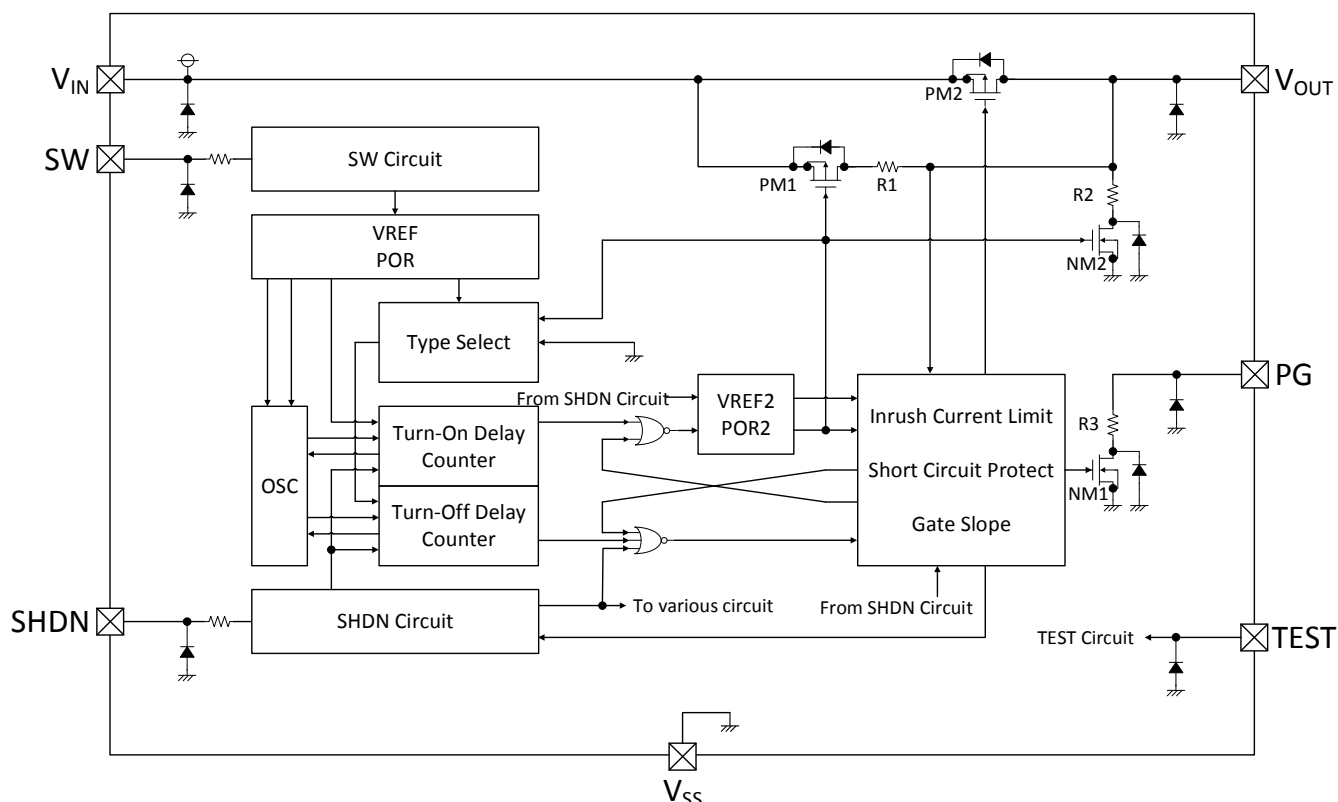 VIN
PM2
VOUT
SW
SW Circuit
PM1
R1
R2
VREF
POR
NM2
Type Select
PG
From SHDN Circuit
VREF2
POR2
Inrush Current Limit
R3
Turn-On Delay
Counter
OSC
Short Circuit Protect
NM1
Turn-Off Delay
Counter
Gate Slope
SHDN
SHDN Circuit
To various circuit
From SHDN Circuit
TEST Circuit
TEST
VSS